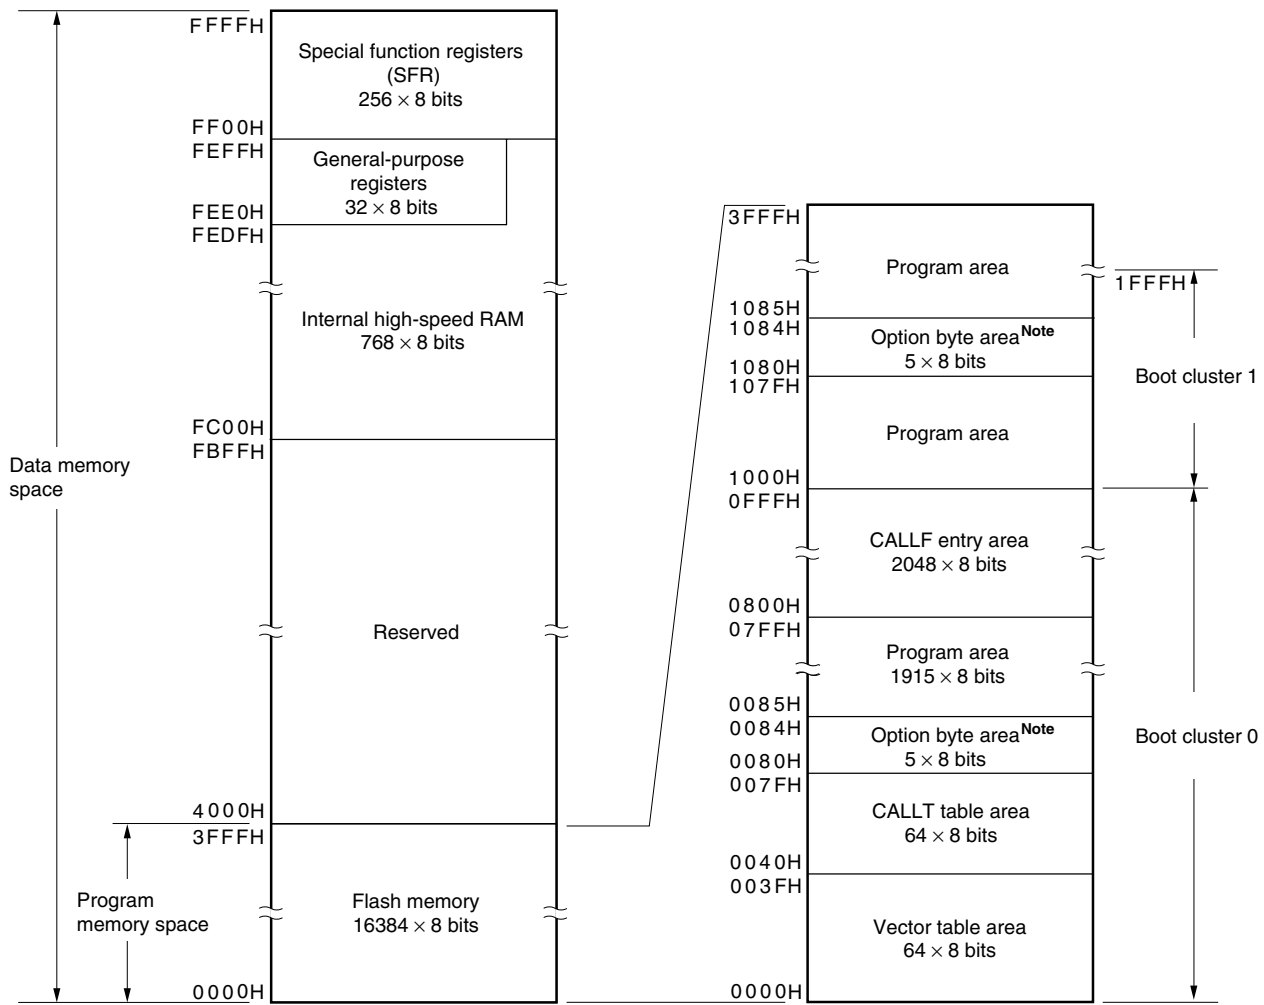 FFFFH
Special function registers
(SFR)
256 × 8 bits
FF00H
FEFFH
General-purpose
registers
32 × 8 bits
FEE0H
FEDFH
Internal high-speed RAM
768 × 8 bits
FC00H
FBFFH
Data memory
space
Reserved
4000H
3FFFH
Program
memory space
Flash memory
16384 × 8 bits
0000H
3FFFH
Program area
1FFFH
1085H
1084H
Option byte area Note
5 × 8 bits
1080H
107FH
Boot cluster 1
Program area
1000H
0FFFH
CALLF entry area
2048 × 8 bits
0800H
07FFH
Program area
1915 × 8 bits
0085H
0084H
Option byte area Note
5 × 8 bits
Boot cluster 0
0080H
007FH
CALLT table area
64 × 8 bits
0040H
003FH
Vector table area
64 × 8 bits
0000H